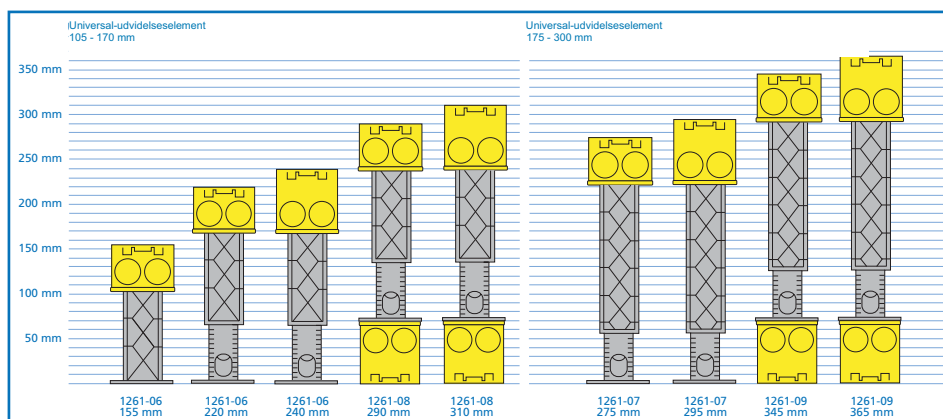 Universal-udvidelseselement
105 - 170 mm
Universal-udvidelseselement
175 - 300 mm
350 mm
300 mm
250 mm
200 mm
150 mm
100 mm
50 mm
1261-06
155 mm
1261-06
220 mm
1261-06
240 mm
1261-08
290 mm
1261-08
310 mm
1261-07
275 mm
1261-07
295 mm
1261-09
345 mm
1261-09
365 mm